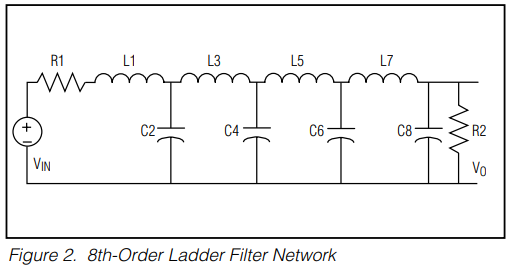 R1 L1 L3 L5 L7
C2 C4 C6 C8 R2
+
−
VIN VO
Figure 2. 8th-Order Ladder Filter Network